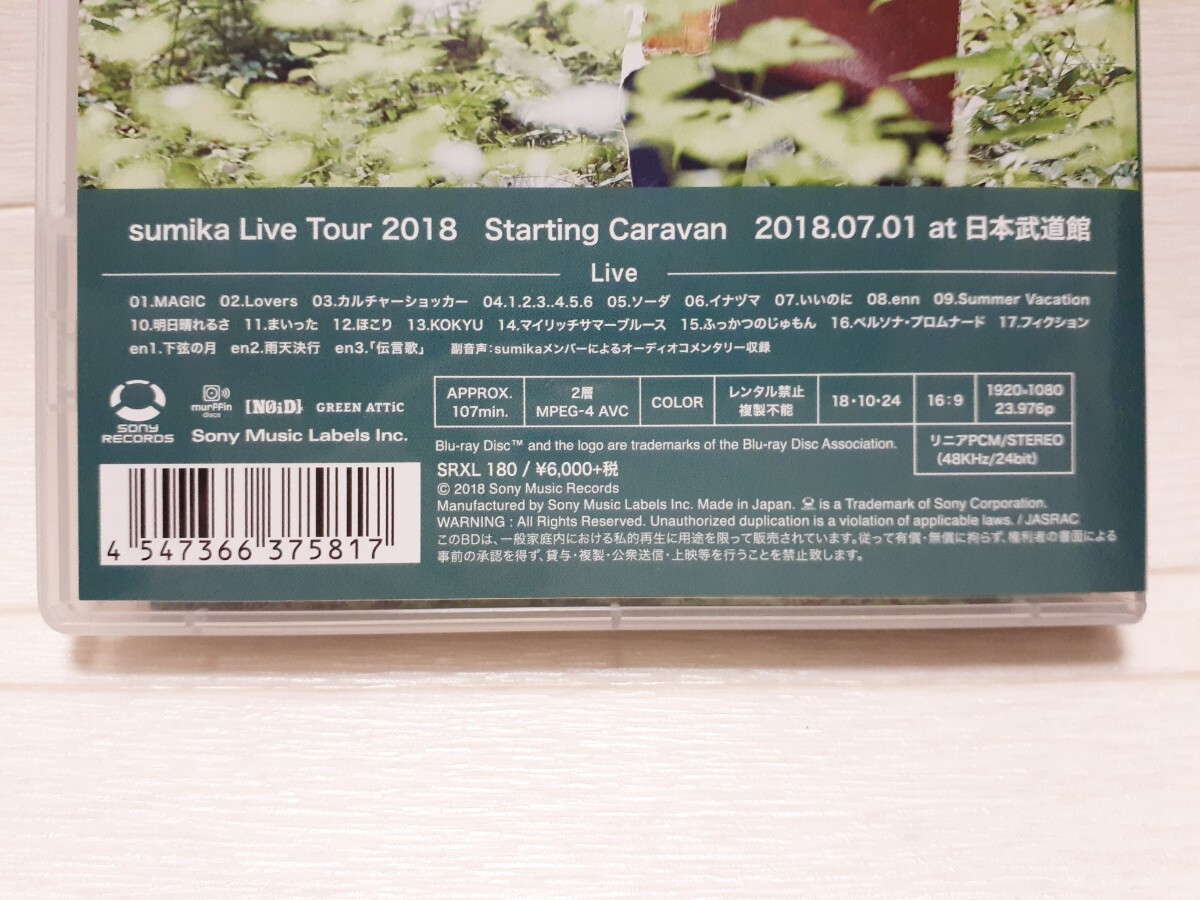 sumika Live Tour 2018 Starting Caravan 2018.07.01 at 日本武道館
Live
01.MAGIC 02.Lovers 03.カルチャーショッカー 04.1.2.3..4.5.6 05.ソーダ 06.イナヅマ 07.いいのに 08.enn 09.Summer Vacation
10.明日晴れるさ 11.まいった 12.ほこり 13.KOKYU 14.マイリッチサマーブルース 15.ふっかつのじゅもん 16.ペルソナ・プロムナード 17.フィクション
en1.下弦の月 en2.雨天決行 en3.「伝言歌」 副音声：sumikaメンバーによるオーディオコメンタリー収録
SONY RECORDS
murffin discs
[NOiD]
GREEN ATTiC
Sony Music Labels Inc.
APPROX. 107min.
2層 MPEG-4 AVC
COLOR
レンタル禁止 複製不能
18・10・24
16:9
1920×1080 23.976p
リニアPCM/STEREO
(48KHz/24bit)
Blu-ray Disc™ and the logo are trademarks of the Blu-ray Disc Association.
SRXL 180 / ¥6,000+税
© 2018 Sony Music Records
Manufactured by Sony Music Labels Inc. Made in Japan. is a Trademark of Sony Corporation.
WARNING : All Rights Reserved. Unauthorized duplication is a violation of applicable laws. / JASRAC
このBDは、一般家庭内における私的再生に用途を限って販売されています。従って有償・無償に拘らず、権利者の書面による
事前の承認を得ず、貸与・複製・公衆送信・上映等を行うことを禁止致します。
4 547366 375817